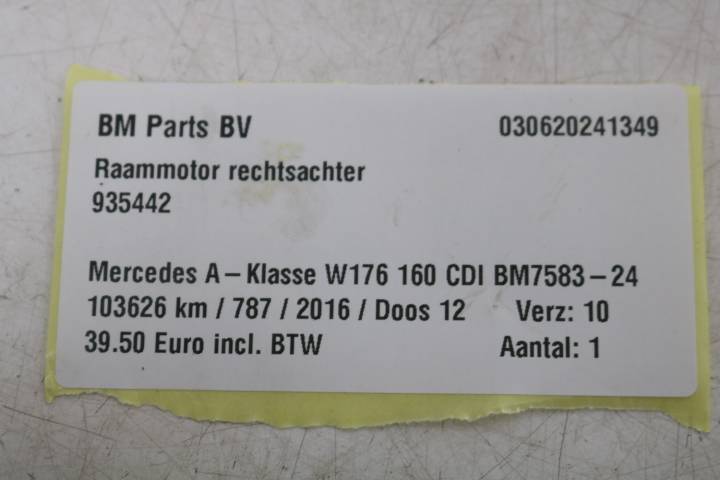 BM Parts BV 030620241349
Raammotor rechtsachter
935442
Mercedes A-Klasse W176 160 CDI BM7583-24
103626 km / 787 / 2016 / Doos 12 Verz: 10
39.50 Euro incl. BTW Aantal: 1